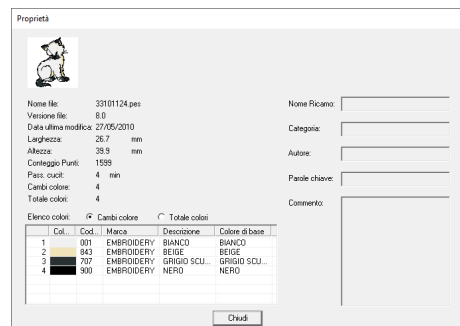 Proprietà
Nome file: 33101124.pes
Versione file: 8.0
Data ultima modifica: 27/05/2010
Larghezza: 26.7 mm
Altezza: 39.9 mm
Conteggio Punti: 1599
Pass. cucit: 4 min
Cambi colore: 4
Totale colori: 4
Elenco colori: Cambi colore Totale colori
Col... Cod... Marca Descrizione Colore di base
1 001 EMBROIDERY BIANCO BIANCO
2 843 EMBROIDERY BEIGE BEIGE
3 707 EMBROIDERY GRIGIO SCU... GRIGIO SCU...
4 900 EMBROIDERY NERO NERO
Nome Ricamo:
Categoria:
Autore:
Parole chiave:
Commento:
Chiudi